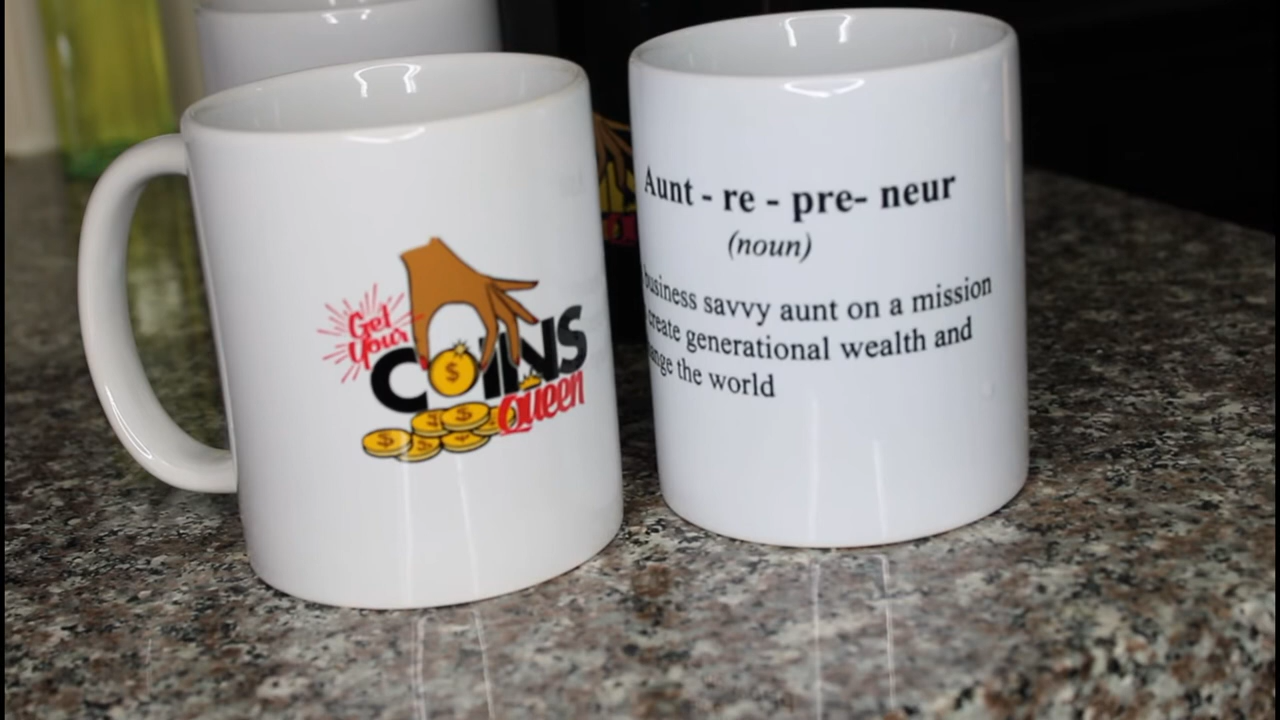 Get
Your
COINS
Queen
Aunt - re - pre- neur
(noun)
business savvy aunt on a mission
create generational wealth and
the world